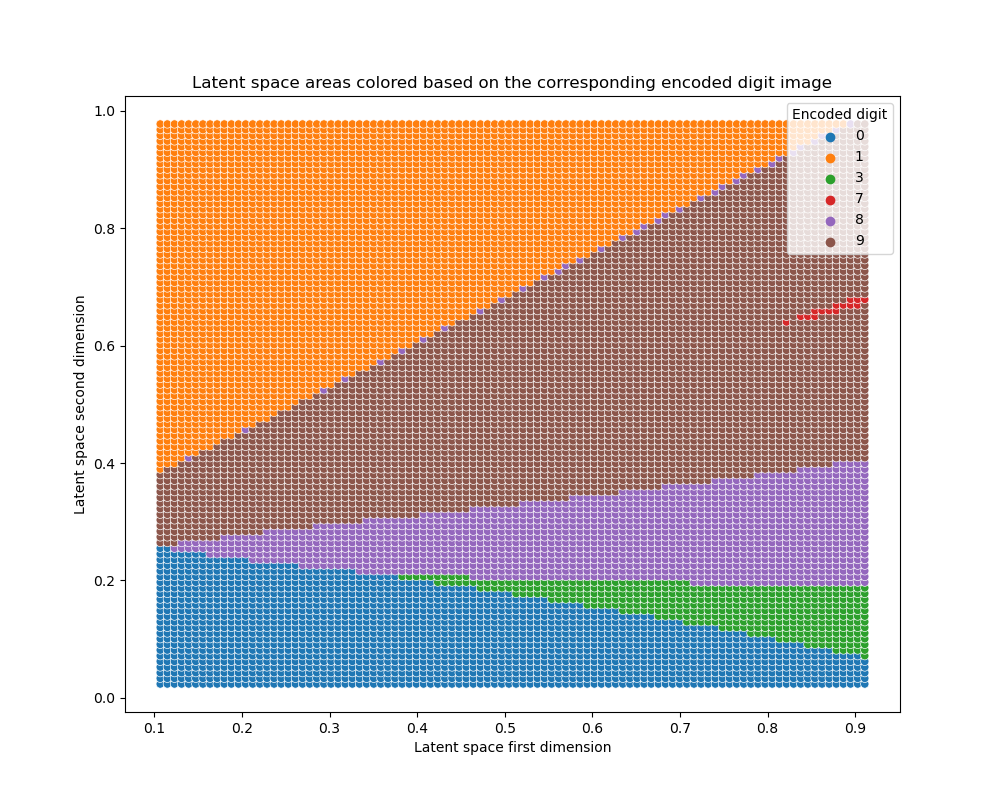 Latent space areas colored based on the corresponding encoded digit image
Latent space second dimension
1.0
0.8
0.6
0.4
0.2
0.0
Encoded digit
0
1
3
7
8
9
0.1 0.2 0.3 0.4 0.5 0.6 0.7 0.8 0.9
Latent space first dimension